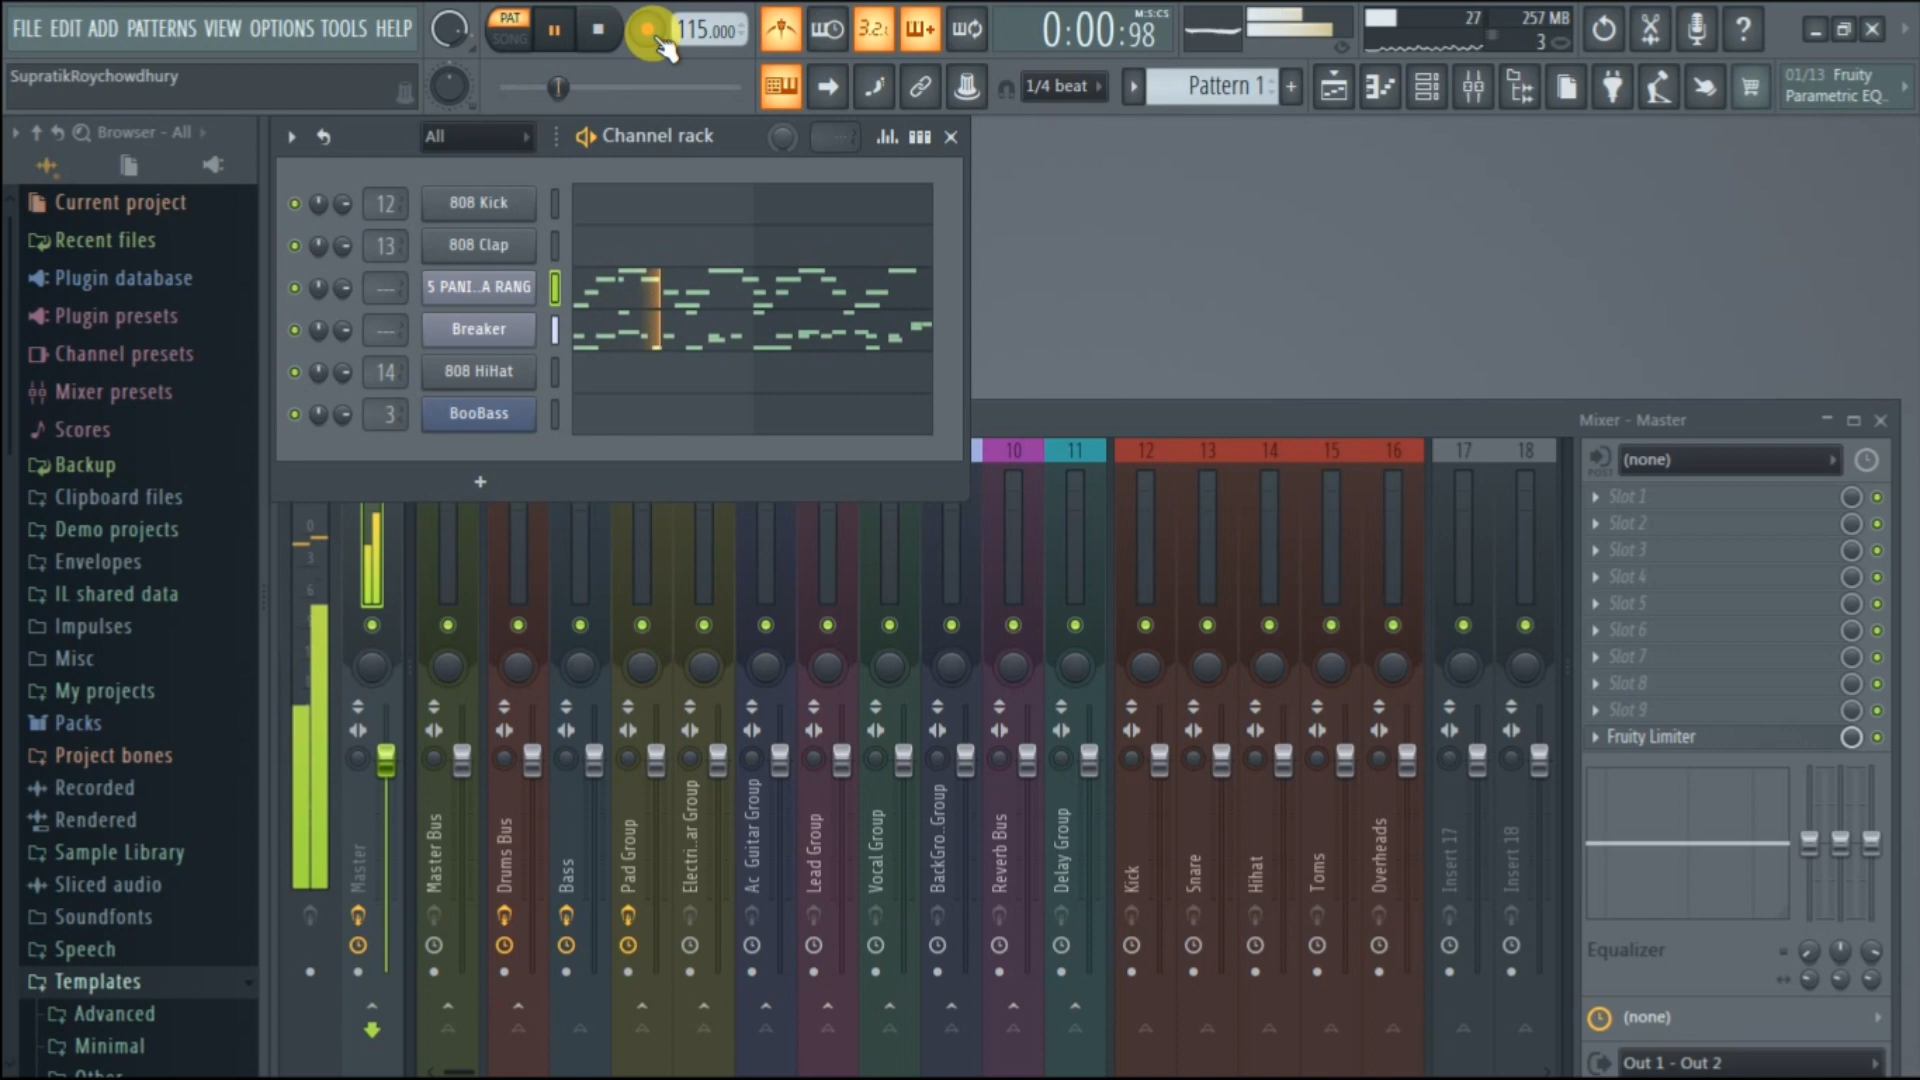 FILE EDIT ADD PATTERNS VIEW OPTIONS TOOLS HELP
PAT
SONG
115.000
3.2.
0:00:98
M:S:CS
27
257 MB
3
SupratikRoychowdhury
1/4 beat
Pattern 1
+
01/13 Fruity
Parametric EQ..
Browser - All
All
Channel rack
Current project
Recent files
Plugin database
Plugin presets
Channel presets
Mixer presets
Scores
Backup
Clipboard files
Demo projects
Envelopes
IL shared data
Impulses
Misc
My projects
Packs
Project bones
Recorded
Rendered
Sample Library
Sliced audio
Soundfonts
Speech
Templates
Advanced
Minimal
Other
12 808 Kick
13 808 Clap
--- 5 PANI..A RANG
--- Breaker
14 808 HiHat
3 BooBass
+
10 11 12 13 14 15 16 17 18
0
3
6
Master
Master Bus
Drums Bus
Bass
Pad Group
Electri..ar Group
Ac Guitar Group
Lead Group
Vocal Group
BackGro..Group
Reverb Bus
Delay Group
Kick
Snare
Hihat
Toms
Overheads
Insert 17
Insert 18
Mixer - Master
POST
(none)
Slot 1
Slot 2
Slot 3
Slot 4
Slot 5
Slot 6
Slot 7
Slot 8
Slot 9
Fruity Limiter
Equalizer
(none)
Out 1 - Out 2